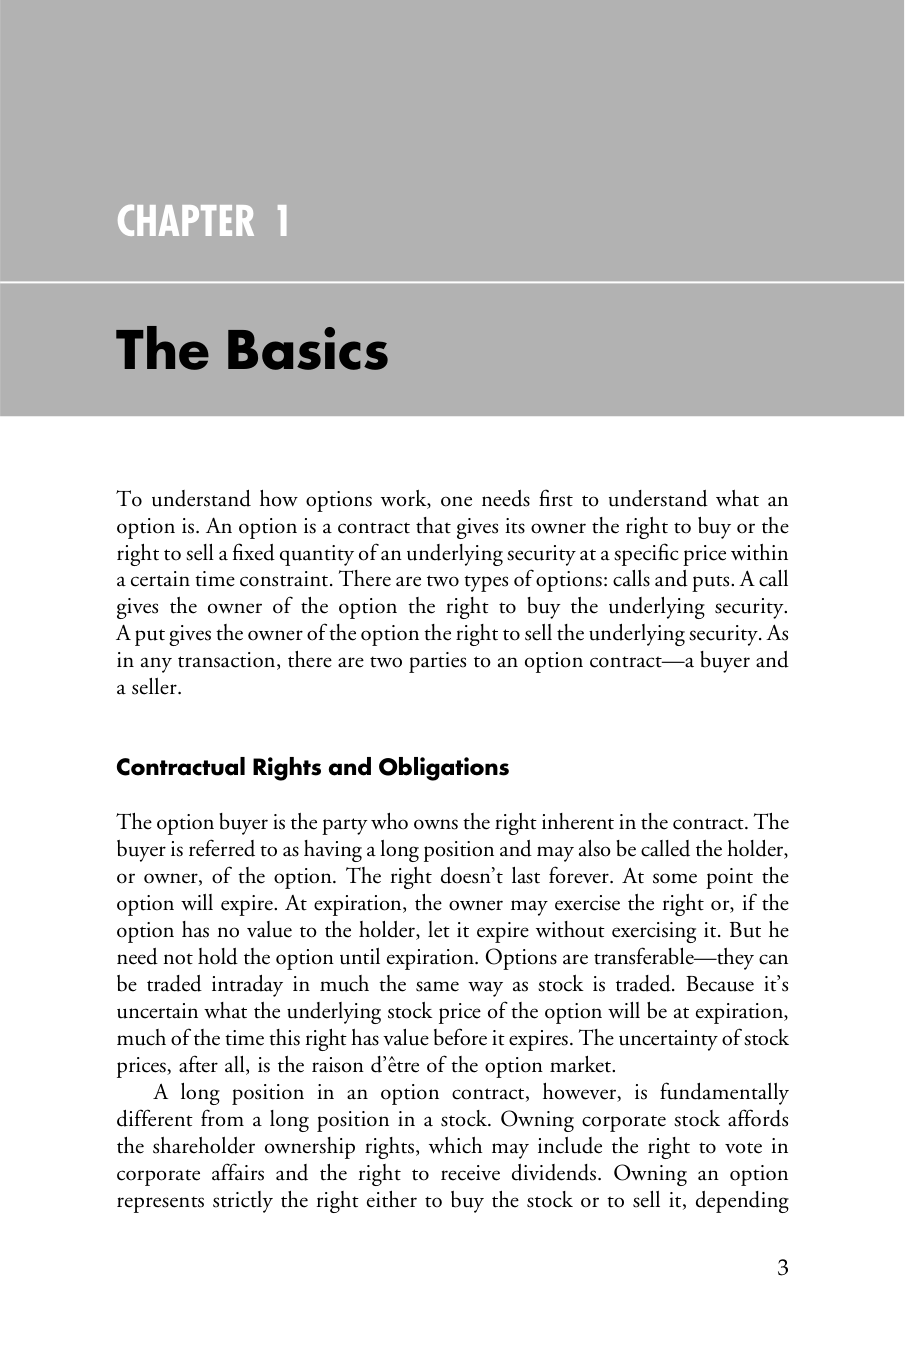 CHAPTER 1
The Basics
To understand how options work, one needs first to understand what an
option is. An option is a contract that gives its owner the right to buy or the
right to sell a fixed quantity of an underlying security at a specific price within
a certain time constraint. There are two types of options: calls and puts. A call
gives the owner of the option the right to buy the underlying security.
A put gives the owner of the option the right to sell the underlying security. As
in any transaction, there are two parties to an option contract—a buyer and
a seller.
Contractual Rights and Obligations
The option buyer is the party who owns the right inherent in the contract. The
buyer is referred to as having a long position and may also be called the holder,
or owner, of the option. The right doesn’t last forever. At some point the
option will expire. At expiration, the owner may exercise the right or, if the
option has no value to the holder, let it expire without exercising it. But he
need not hold the option until expiration. Options are transferable—they can
be traded intraday in much the same way as stock is traded. Because it’s
uncertain what the underlying stock price of the option will be at expiration,
much of the time this right has value before it expires. The uncertainty of stock
prices, after all, is the raison d’être of the option market.
A long position in an option contract, however, is fundamentally
different from a long position in a stock. Owning corporate stock affords
the shareholder ownership rights, which may include the right to vote in
corporate affairs and the right to receive dividends. Owning an option
represents strictly the right either to buy the stock or to sell it, depending
3